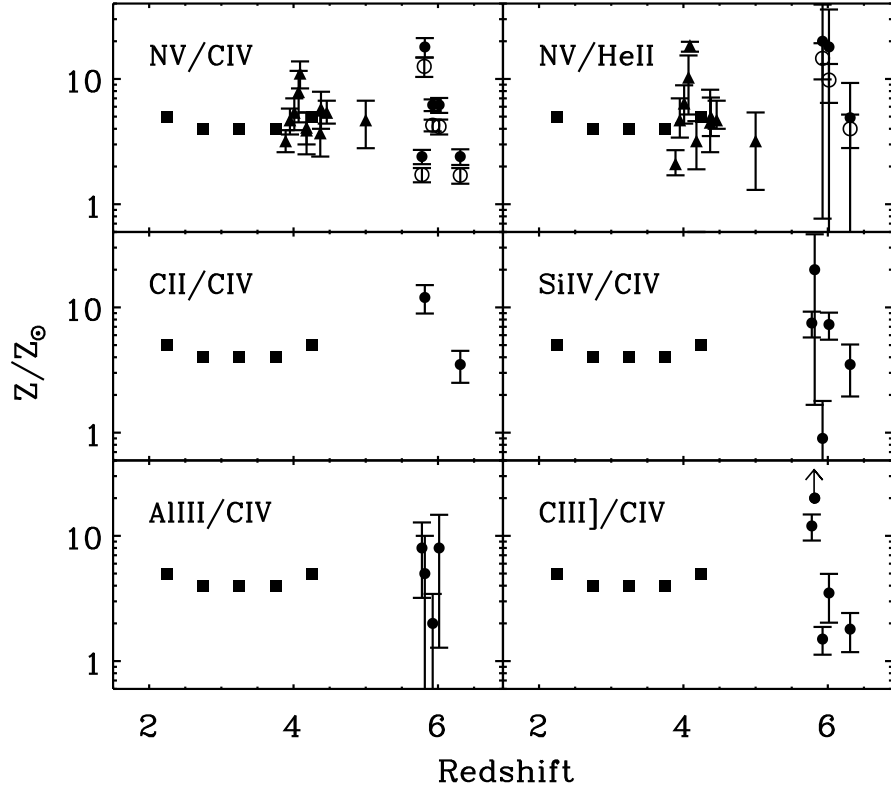 NV/CIV
NV/HeII
1
10
CII/CIV
SiIV/CIV
10
Z/Z⊙
1
AlIII/CIV
CIII]/CIV
10
1
2 4 6 2 4 6
Redshift